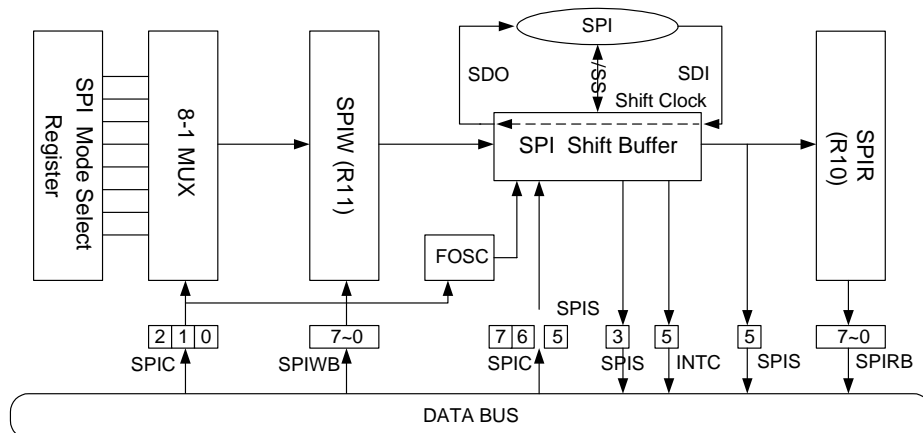 SPI
SDO
/SS
SDI
Shift Clock
SPI Mode Select
Register
8-1 MUX
SPIW (R11)
SPI Shift Buffer
SPIR
(R10)
FOSC
SPIS
2 1 0
7~0
7 6
5
3
5
5
7~0
SPIC
SPIWB
SPIC
SPIS
INTC
SPIS
SPIRB
DATA BUS